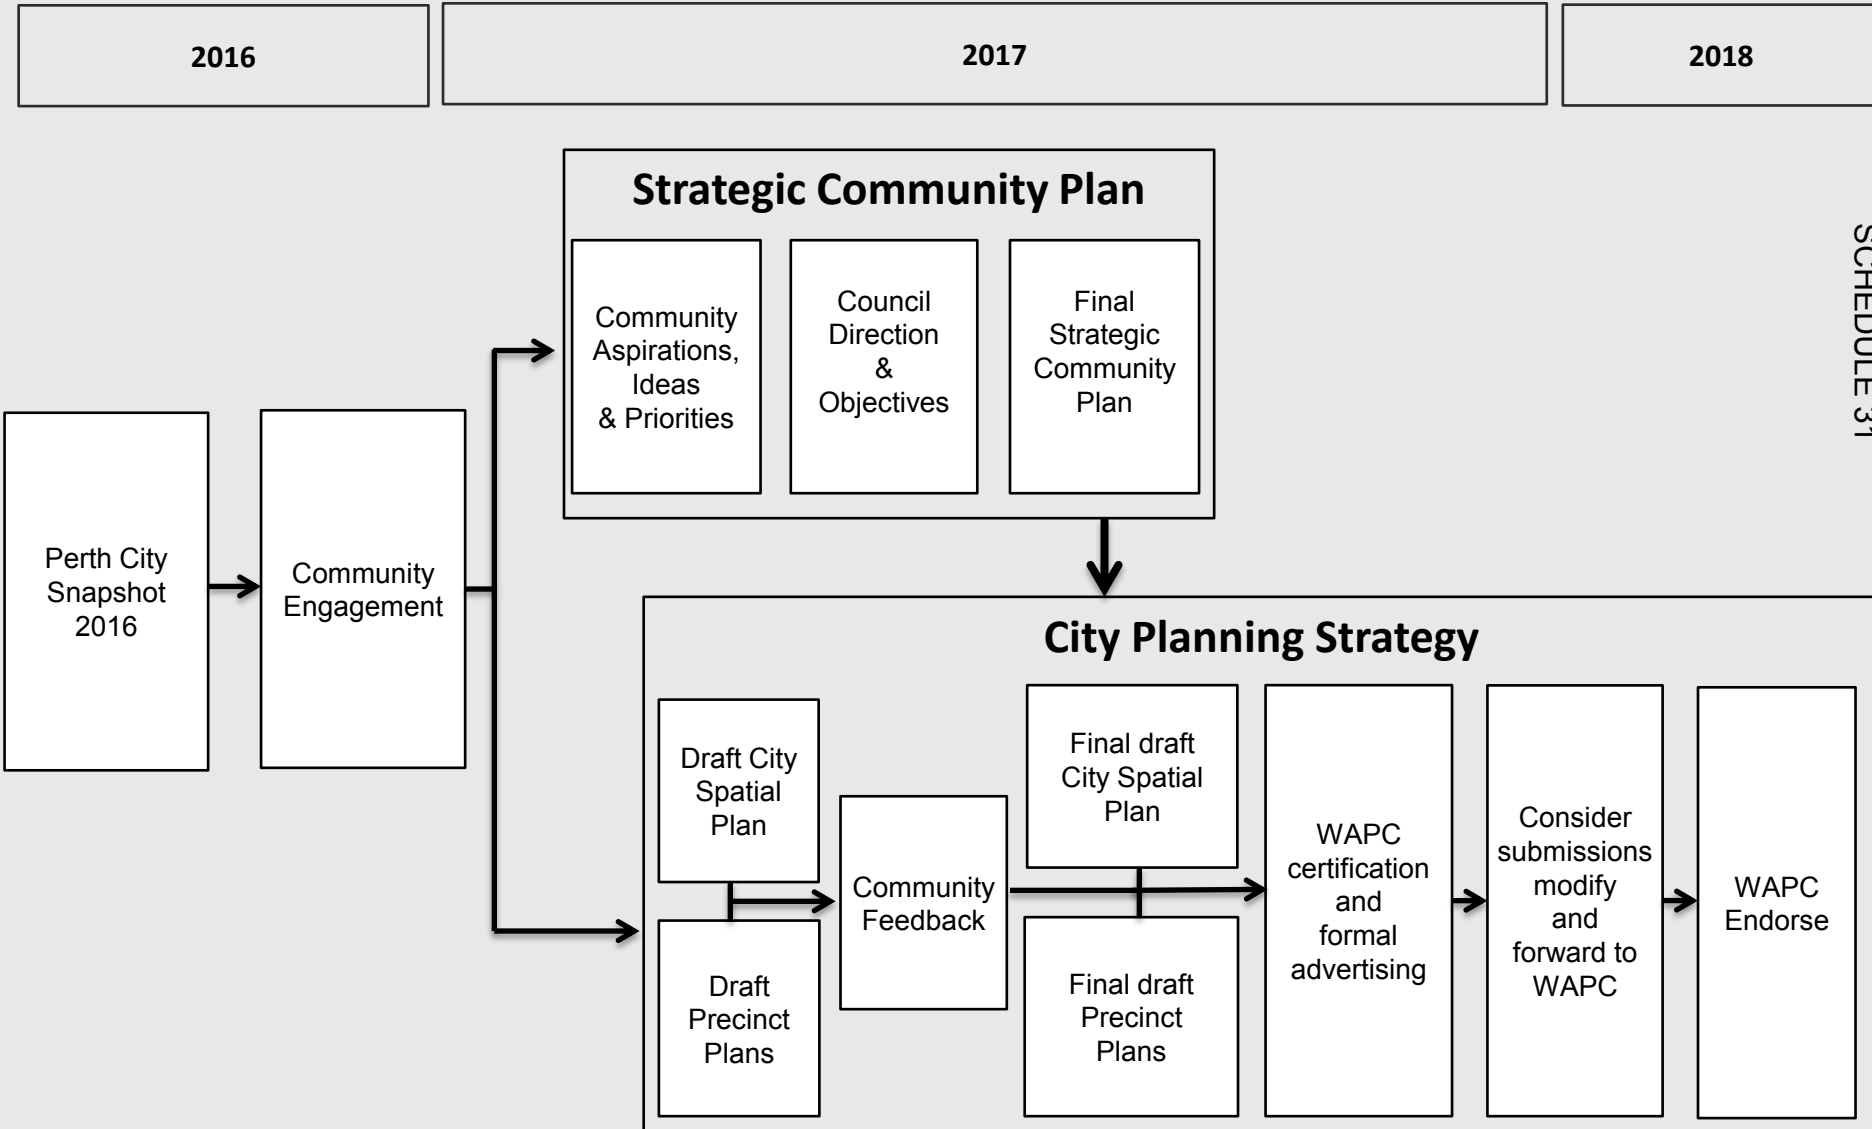 2016
2017
2018
Strategic Community Plan
Community
Aspirations,
Ideas
& Priorities
Council
Direction
&
Objectives
Final
Strategic
Community
Plan
SCHEDULE 31
Perth City
Snapshot
2016
Community
Engagement
City Planning Strategy
Draft City
Spatial
Plan
Draft
Precinct
Plans
Community
Feedback
Final draft
City Spatial
Plan
Final draft
Precinct
Plans
WAPC
certification
and
formal
advertising
Consider
submissions
modify
and
forward to
WAPC
WAPC
Endorse